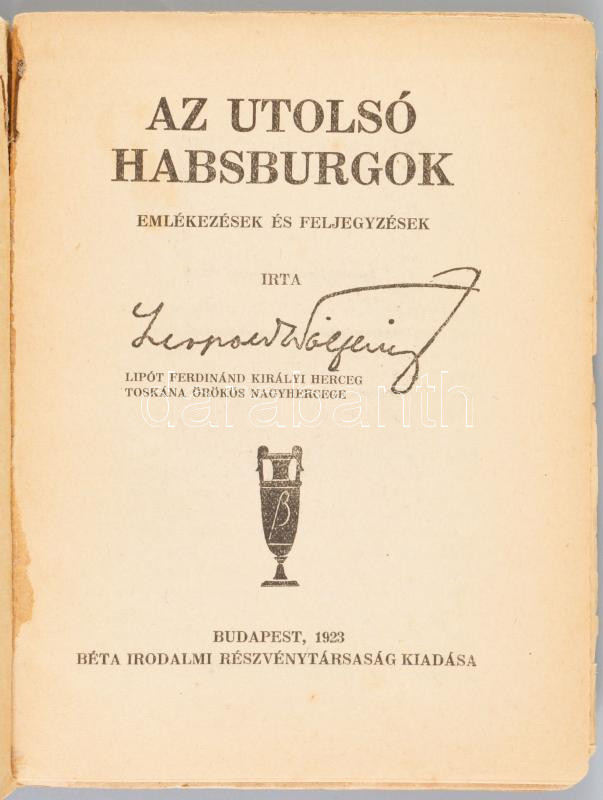 AZ UTOLSÓ
HABSBURGOK
EMLÉKEZÉSEK ÉS FELJEGYZÉSEK
IRTA
Leopold Wölfling
LIPÓT FERDINÁND KIRÁLYI HERCEG
TOSKÁNA ÖRÖKÖS NAGYHERCEGE
darabanth
β
BUDAPEST, 1923
BÉTA IRODALMI RÉSZVÉNYTÁRSASÁG KIADÁSA